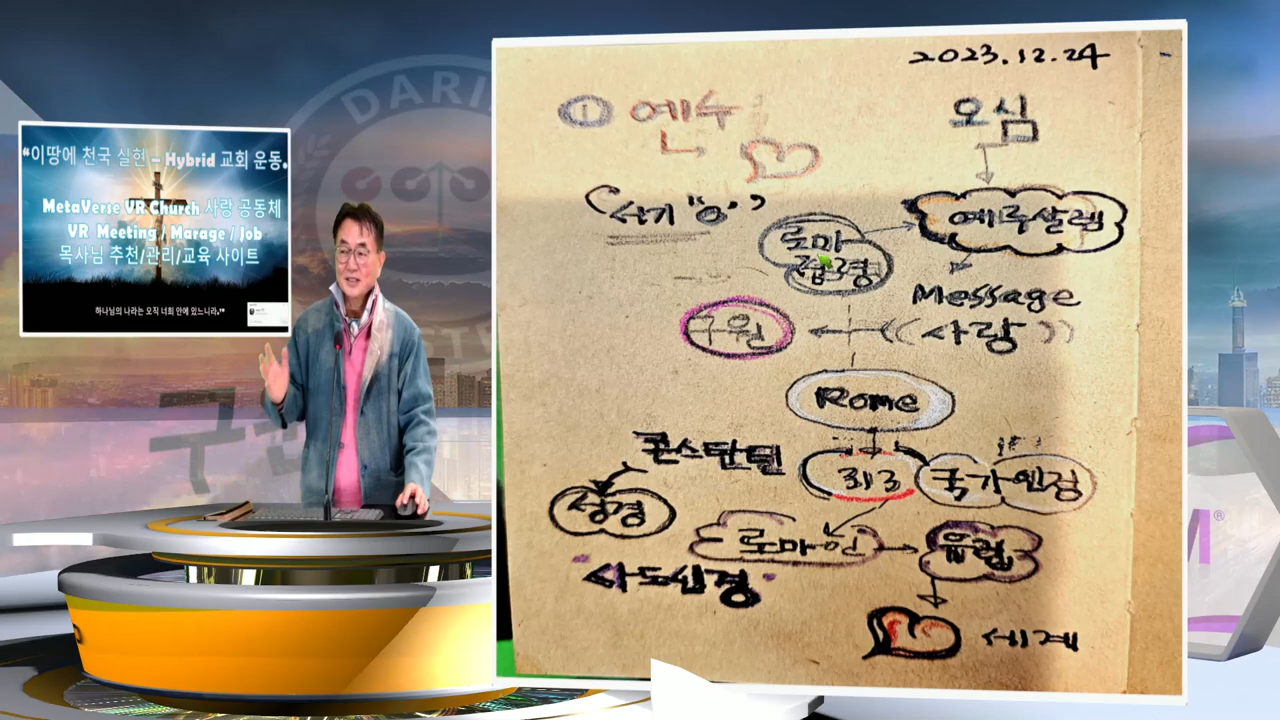 “이땅에 천국 실현 – Hybrid 교회 운동.
MetaVerse VR Church 사랑 공동체
VR Meeting / Marage / Job
목사님 추천/관리/교육 사이트
하나님의 나라는 오직 너희 안에 있느니라."
DARI
2023.12.24
① 예수 오심
(서기 "0")
예루살렘
로마
점령
Message
구원 ← ((사랑))
Rome
콘스탄틴
313 국가인정
성경
로마인 → 유럽
사도신경
세계
M®